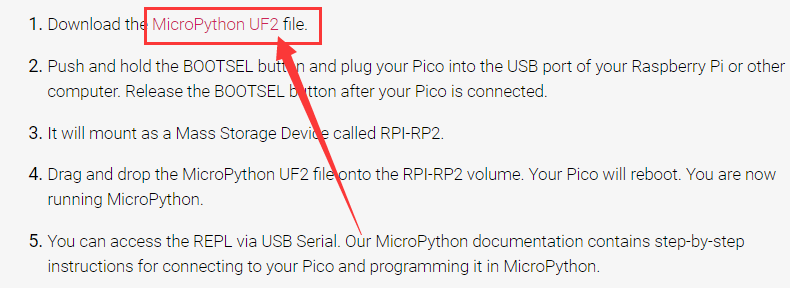 1. Download the MicroPython UF2 file.
2. Push and hold the BOOTSEL button and plug your Pico into the USB port of your Raspberry Pi or other
computer. Release the BOOTSEL button after your Pico is connected.
3. It will mount as a Mass Storage Device called RPI-RP2.
4. Drag and drop the MicroPython UF2 file onto the RPI-RP2 volume. Your Pico will reboot. You are now
running MicroPython.
5. You can access the REPL via USB Serial. Our MicroPython documentation contains step-by-step
instructions for connecting to your Pico and programming it in MicroPython.